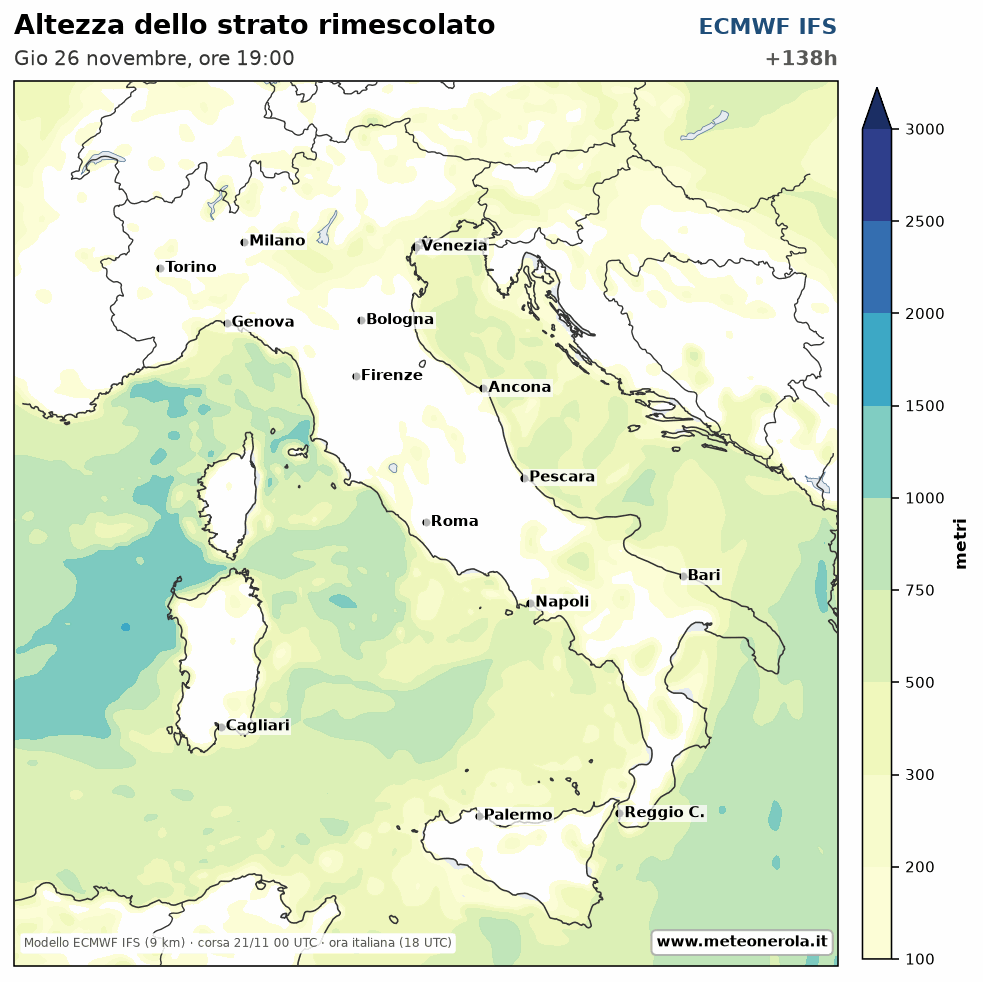 Altezza dello strato rimescolato
ECMWF IFS
Gio 26 novembre, ore 19:00
+138h
Milano
Venezia
Torino
Genova
Bologna
Firenze
Ancona
Pescara
Roma
Bari
Napoli
Cagliari
Palermo
Reggio C.
3000
2500
2000
1500
1000
750
500
300
200
100
metri
Modello ECMWF IFS (9 km) · corsa 21/11 00 UTC · ora italiana (18 UTC)
www.meteonerola.it